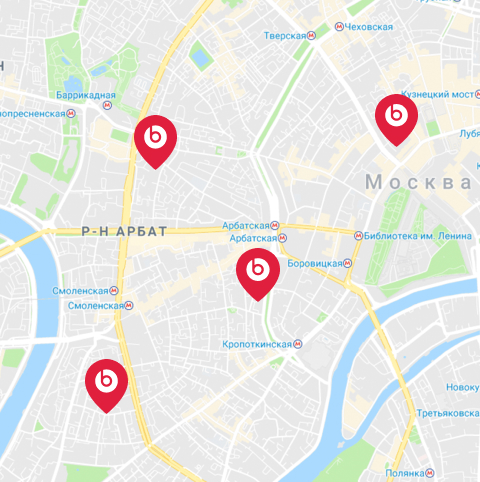 Чеховская
Тверская
Н
Баррикадная
Кузнецкий мост
опресненская
b
b
Лубя
Москва
Арбатская
Р-Н АРБАТ
Арбатская
Библиотека им. Ленина
Боровицкая
b
Смоленская
Смоленская
Кропоткинская
b
Новоку
Третьяковска
Полянка